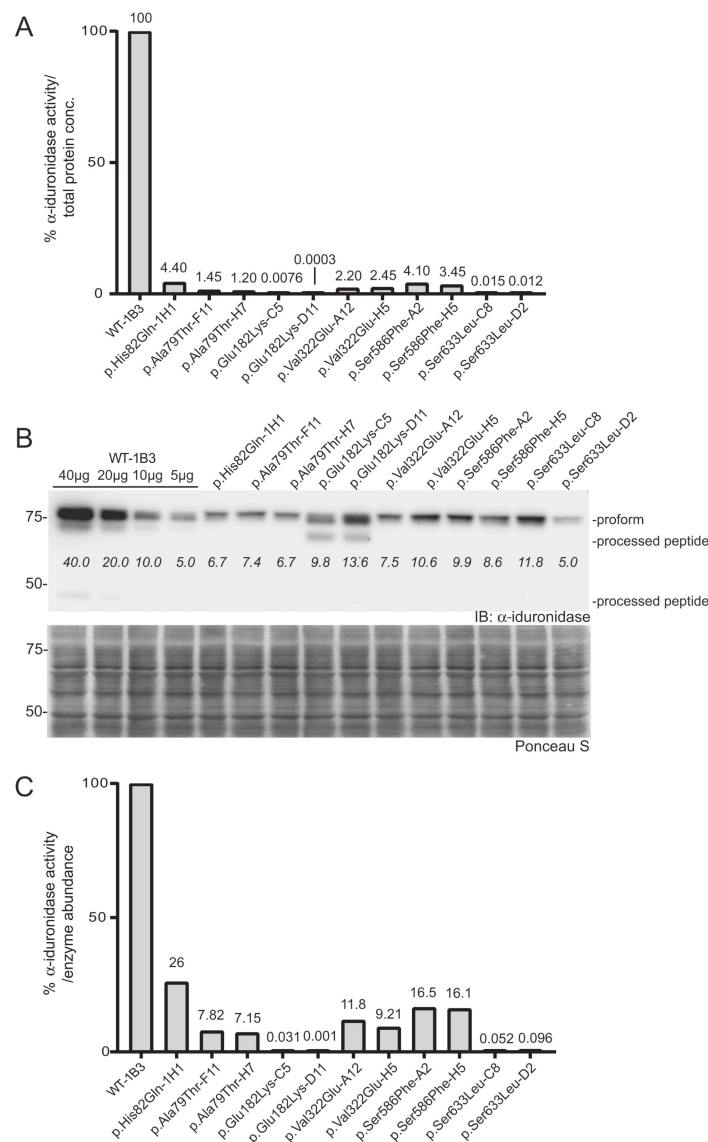 A
% α-iduronidase activity/
total protein conc.
100
50
0
100
4.40
1.45
1.20
0.0076
0.0003
2.20
2.45
4.10
3.45
0.015
0.012
WT-1B3
p.His82Gln-1H1
p.Ala79Thr-F11
p.Ala79Thr-H7
p.Glu182Lys-C5
p.Glu182Lys-D11
p.Val322Glu-A12
p.Val322Glu-H5
p.Ser586Phe-A2
p.Ser586Phe-H5
p.Ser633Leu-C8
p.Ser633Leu-D2
B
WT-1B3
40µg 20µg 10µg 5µg
p.His82Gln-1H1
p.Ala79Thr-F11
p.Ala79Thr-H7
p.Glu182Lys-C5
p.Glu182Lys-D11
p.Val322Glu-A12
p.Val322Glu-H5
p.Ser586Phe-A2
p.Ser586Phe-H5
p.Ser633Leu-C8
p.Ser633Leu-D2
75-
-proform
-processed peptide
40.0 20.0 10.0 5.0 6.7 7.4 6.7 9.8 13.6 7.5 10.6 9.9 8.6 11.8 5.0
50-
-processed peptide
IB: α-iduronidase
75-
50-
Ponceau S
C
% α-iduronidase activity
/enzyme abundance
100
50
0
100
26
7.82
7.15
0.031
0.001
11.8
9.21
16.5
16.1
0.052
0.096
WT-1B3
p.His82Gln-1H1
p.Ala79Thr-F11
p.Ala79Thr-H7
p.Glu182Lys-C5
p.Glu182Lys-D11
p.Val322Glu-A12
p.Val322Glu-H5
p.Ser586Phe-A2
p.Ser586Phe-H5
p.Ser633Leu-C8
p.Ser633Leu-D2